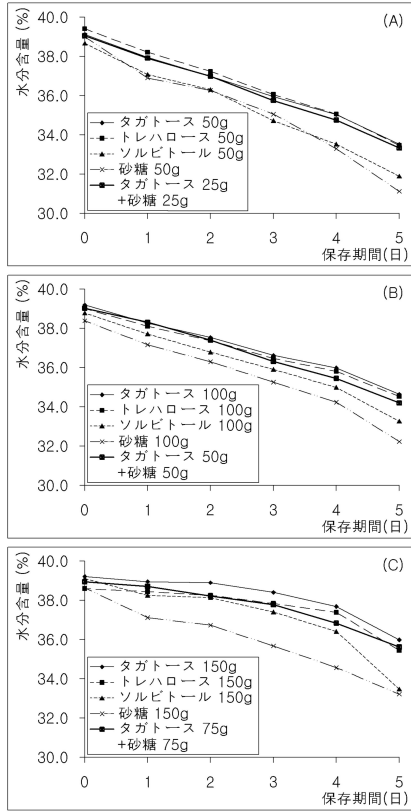 (A)
水分含量 (%)
40.0
38.0
36.0
34.0
32.0
30.0
タガトース 50g
トレハロース 50g
ソルビトール 50g
砂糖 50g
タガトース 25g
+砂糖 25g
0 1 2 3 4 5
保存期間(日)
(B)
水分含量 (%)
40.0
38.0
36.0
34.0
32.0
30.0
タガトース 100g
トレハロース 100g
ソルビトール 100g
砂糖 100g
タガトース 50g
+砂糖 50g
0 1 2 3 4 5
保存期間(日)
(C)
水分含量 (%)
40.0
38.0
36.0
34.0
32.0
30.0
タガトース 150g
トレハロース 150g
ソルビトール 150g
砂糖 150g
タガトース 75g
+砂糖 75g
0 1 2 3 4 5
保存期間(日)